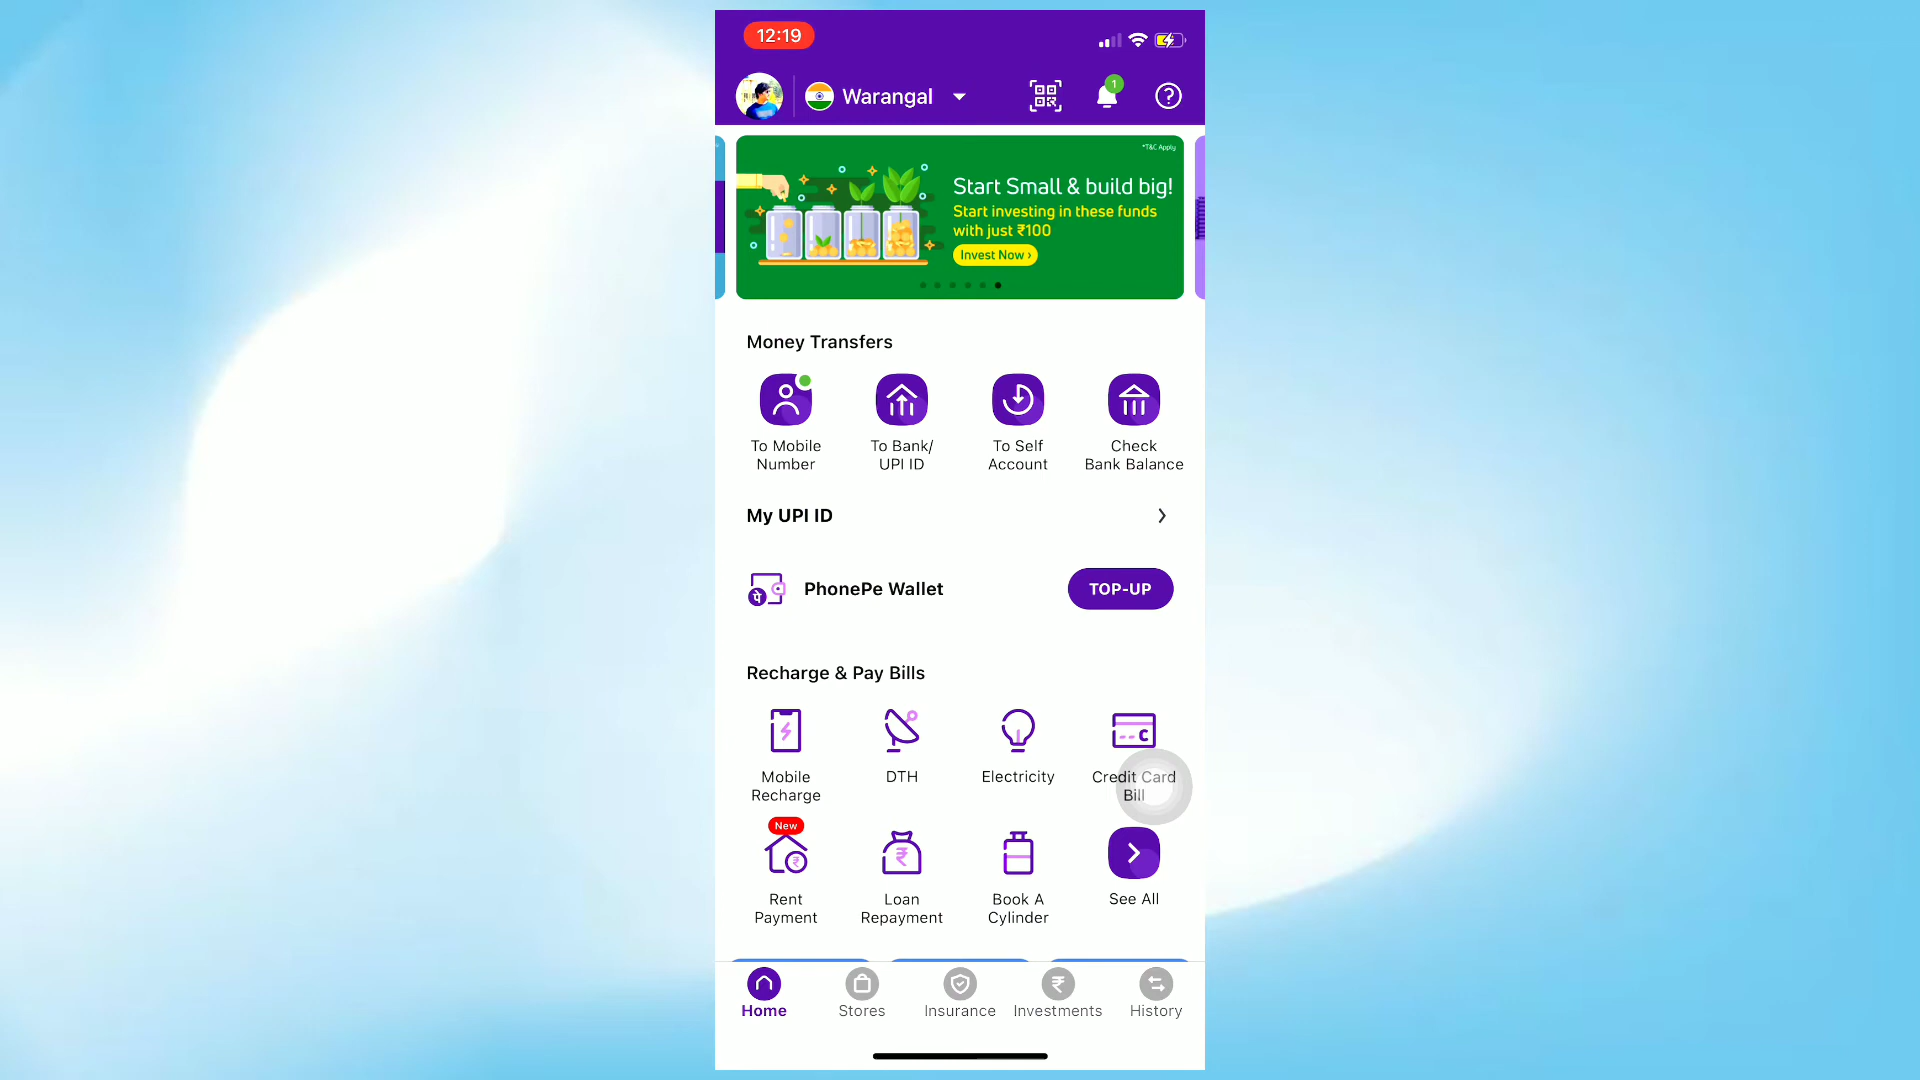 12:19
Warangal
1
*T&C Apply
Start Small & build big!
Start investing in these funds
with just ₹100
Invest Now ›
Money Transfers
To Mobile
Number
To Bank/
UPI ID
To Self
Account
Check
Bank Balance
My UPI ID
पे
PhonePe Wallet
TOP-UP
Recharge & Pay Bills
Mobile
Recharge
DTH
Electricity
C
Credit Card
Bill
New
₹
Rent
Payment
₹
Loan
Repayment
Book A
Cylinder
See All
Home
Stores
Insurance
₹
Investments
History